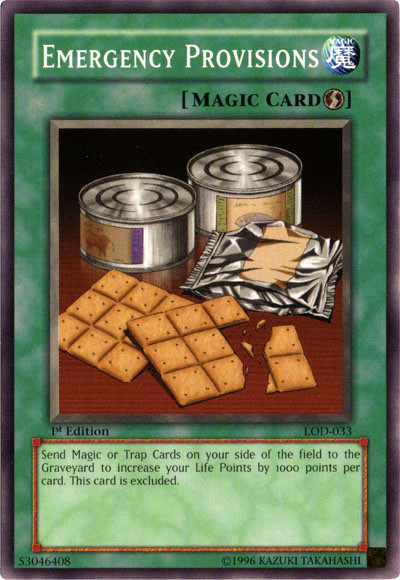 EMERGENCY PROVISIONS
MAGIC
魔
[MAGIC CARD]
1st Edition
LOD-033
Send Magic or Trap Cards on your side of the field to the
Graveyard to increase your Life Points by 1000 points per
card. This card is excluded.
53046408
©1996 KAZUKI TAKAHASHI